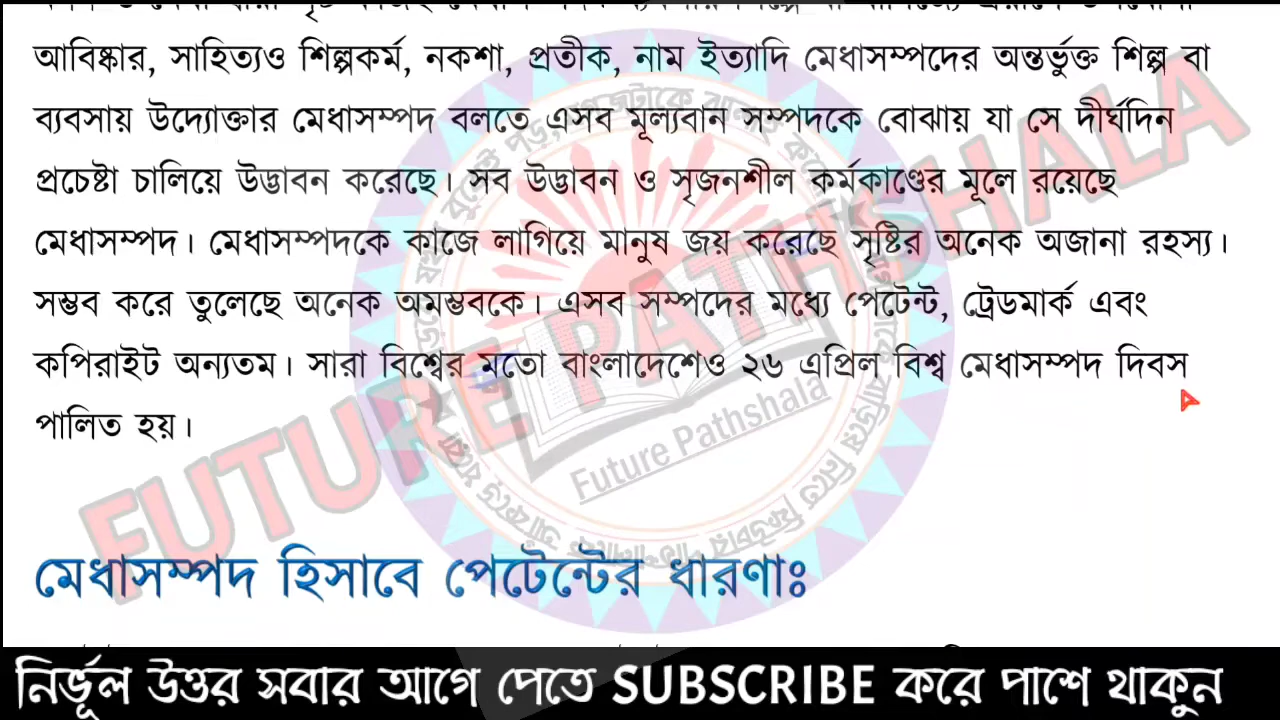 আবিষ্কার, সাহিত্যও শিল্পকর্ম, নকশা, প্রতীক, নাম ইত্যাদি মেধাসম্পদের অন্তর্ভুক্ত শিল্প বা
ব্যবসায় উদ্যোক্তার মেধাসম্পদ বলতে এসব মূল্যবান সম্পদকে বোঝায় যা সে দীর্ঘদিন
প্রচেষ্টা চালিয়ে উদ্ভাবন করেছে। সব উদ্ভাবন ও সৃজনশীল কর্মকাণ্ডের মূলে রয়েছে
মেধাসম্পদ। মেধাসম্পদকে কাজে লাগিয়ে মানুষ জয় করেছে সৃষ্টির অনেক অজানা রহস্য।
সম্ভব করে তুলেছে অনেক অমম্ভবকে। এসব সম্পদের মধ্যে পেটেন্ট, ট্রেডমার্ক এবং
কপিরাইট অন্যতম। সারা বিশ্বের মতো বাংলাদেশেও ২৬ এপ্রিল বিশ্ব মেধাসম্পদ দিবস
পালিত হয়।
FUTURE PATHSHALA
Future Pathshala
মেধাসম্পদ হিসাবে পেটেন্টের ধারণাঃ
নির্ভূল উত্তর সবার আগে পেতে SUBSCRIBE করে পাশে থাকুন